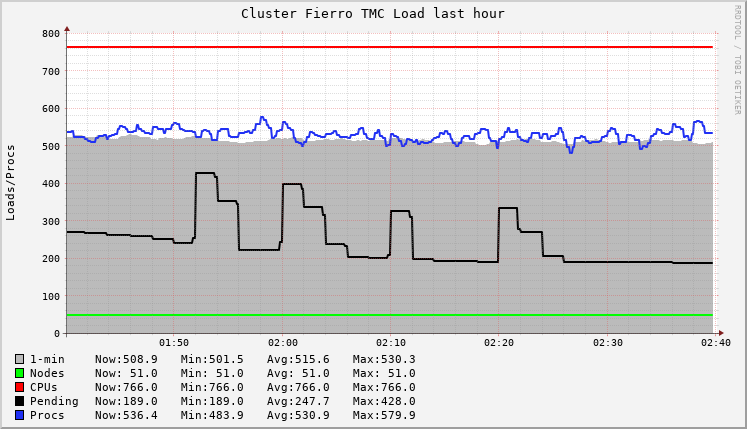 Cluster Fierro TMC Load last hour
RRDTOOL / TOBI OETIKER
Loads/Procs
800
700
600
500
400
300
200
100
0
01:50 02:00 02:10 02:20 02:30 02:40
1-min Now:508.9 Min:501.5 Avg:515.6 Max:530.3
Nodes Now: 51.0 Min: 51.0 Avg: 51.0 Max: 51.0
CPUs Now:766.0 Min:766.0 Avg:766.0 Max:766.0
Pending Now:189.0 Min:189.0 Avg:247.7 Max:428.0
Procs Now:536.4 Min:483.9 Avg:530.9 Max:579.9